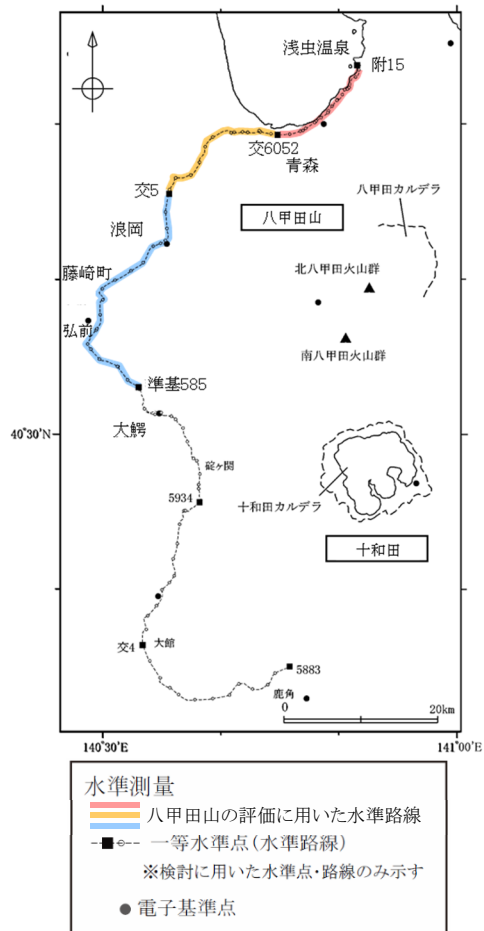 浅虫温泉
附15
交6052
青森
八甲田カルデラ
交5
八甲田山
浪岡
北八甲田火山群
藤崎町
弘前
南八甲田火山群
準基585
40°30'N
大鰐
碇ヶ関
5934
十和田カルデラ
十和田
交4
大館
5883
鹿角
0
20km
140°30'E
141°00'E
水準測量
八甲田山の評価に用いた水準路線
一等水準点(水準路線)
※検討に用いた水準点・路線のみ示す
電子基準点